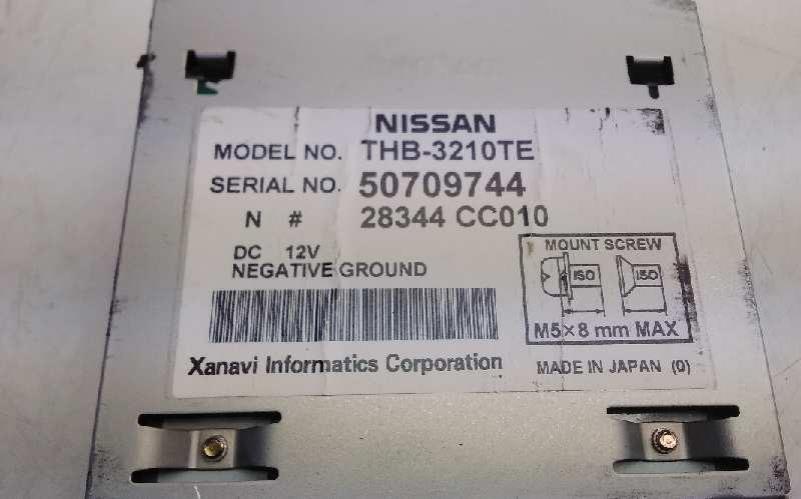 NISSAN
MODEL NO. THB-3210TE
SERIAL NO. 50709744
N # 28344 CC010
DC 12V
NEGATIVE GROUND
MOUNT SCREW
ISO ISO
M5×8 mm MAX
Xanavi Informatics Corporation
MADE IN JAPAN (0)